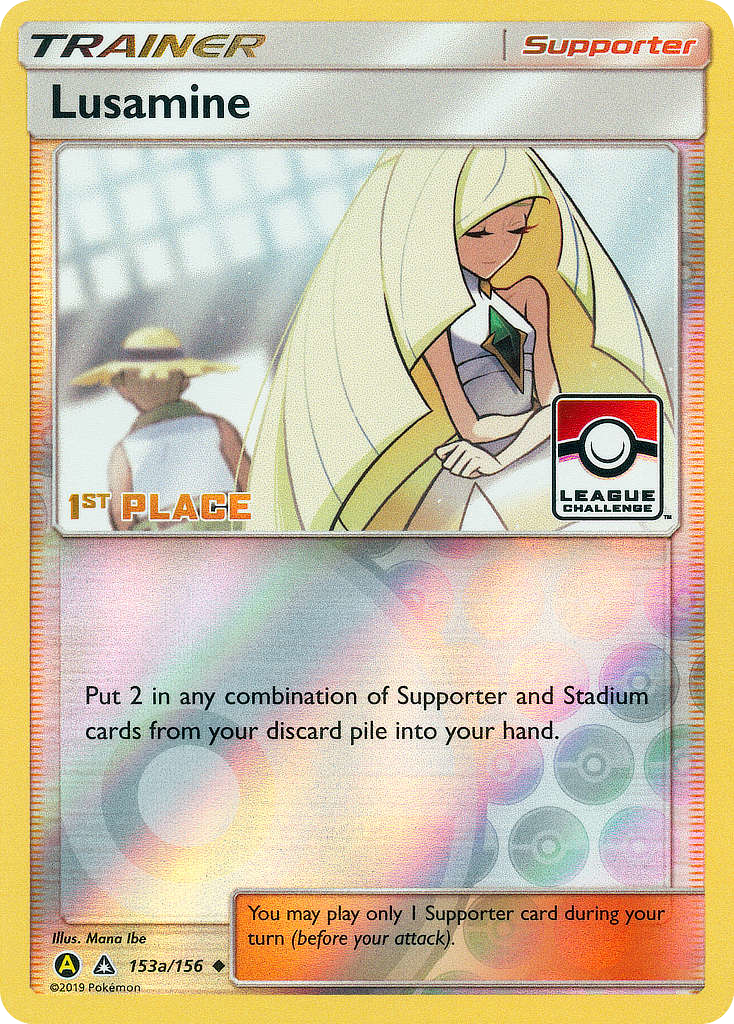 TRAINER
Supporter
Lusamine
1ST PLACE
LEAGUE
CHALLENGE
TM
Put 2 in any combination of Supporter and Stadium
cards from your discard pile into your hand.
You may play only 1 Supporter card during your
turn (before your attack).
Illus. Mana Ibe
A 153a/156
©2019 Pokémon